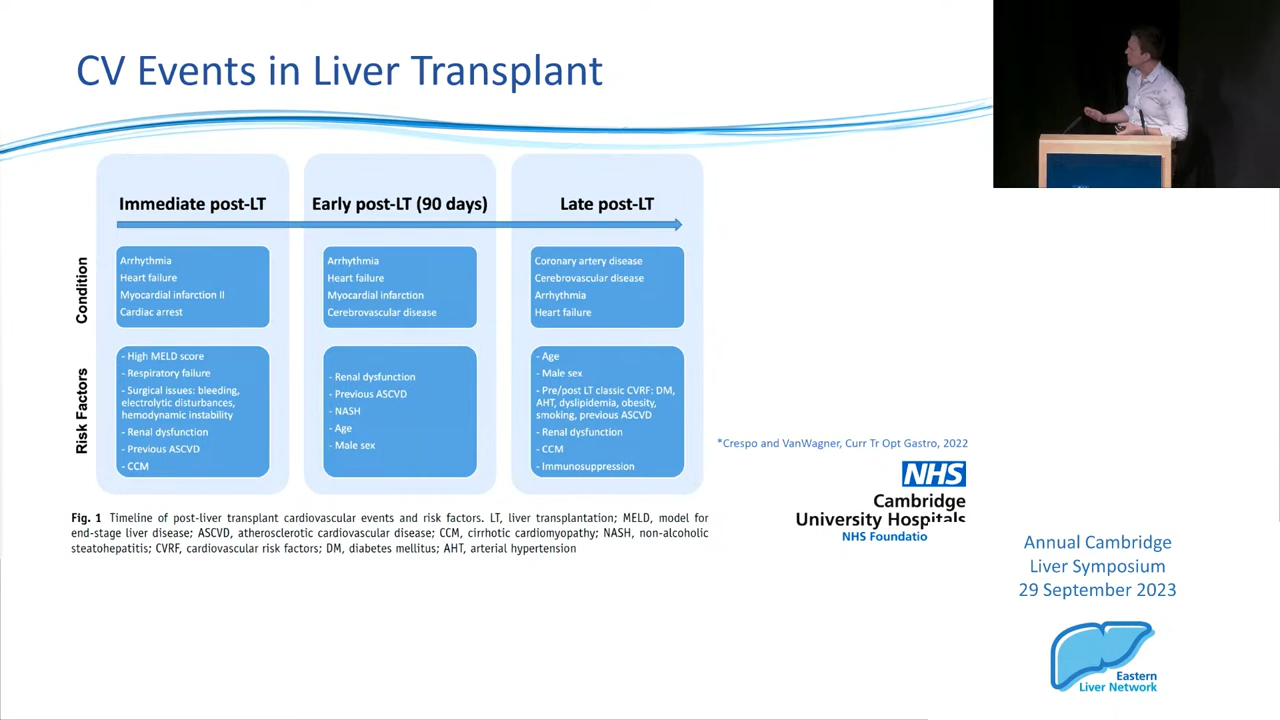 CV Events in Liver Transplant
Immediate post-LT
Early post-LT (90 days)
Late post-LT
Condition
Arrhythmia
Heart failure
Myocardial infarction II
Cardiac arrest
Arrhythmia
Heart failure
Myocardial infarction
Cerebrovascular disease
Coronary artery disease
Cerebrovascular disease
Arrhythmia
Heart failure
Risk Factors
- High MELD score
- Respiratory failure
- Surgical issues: bleeding,
electrolytic disturbances,
hemodynamic instability
- Renal dysfunction
- Previous ASCVD
- CCM
- Renal dysfunction
- Previous ASCVD
- NASH
- Age
- Male sex
- Age
- Male sex
- Pre/post LT classic CVRF: DM,
AHT, dyslipidemia, obesity,
smoking, previous ASCVD
- Renal dysfunction
- CCM
- Immunosuppression
Fig. 1 Timeline of post-liver transplant cardiovascular events and risk factors. LT, liver transplantation; MELD, model for
end-stage liver disease; ASCVD, atherosclerotic cardiovascular disease; CCM, cirrhotic cardiomyopathy; NASH, non-alcoholic
steatohepatitis; CVRF, cardiovascular risk factors; DM, diabetes mellitus; AHT, arterial hypertension
*Crespo and VanWagner, Curr Tr Opt Gastro, 2022
NHS
Cambridge
University Hospitals
NHS Foundatio
Annual Cambridge
Liver Symposium
29 September 2023
Eastern
Liver Network